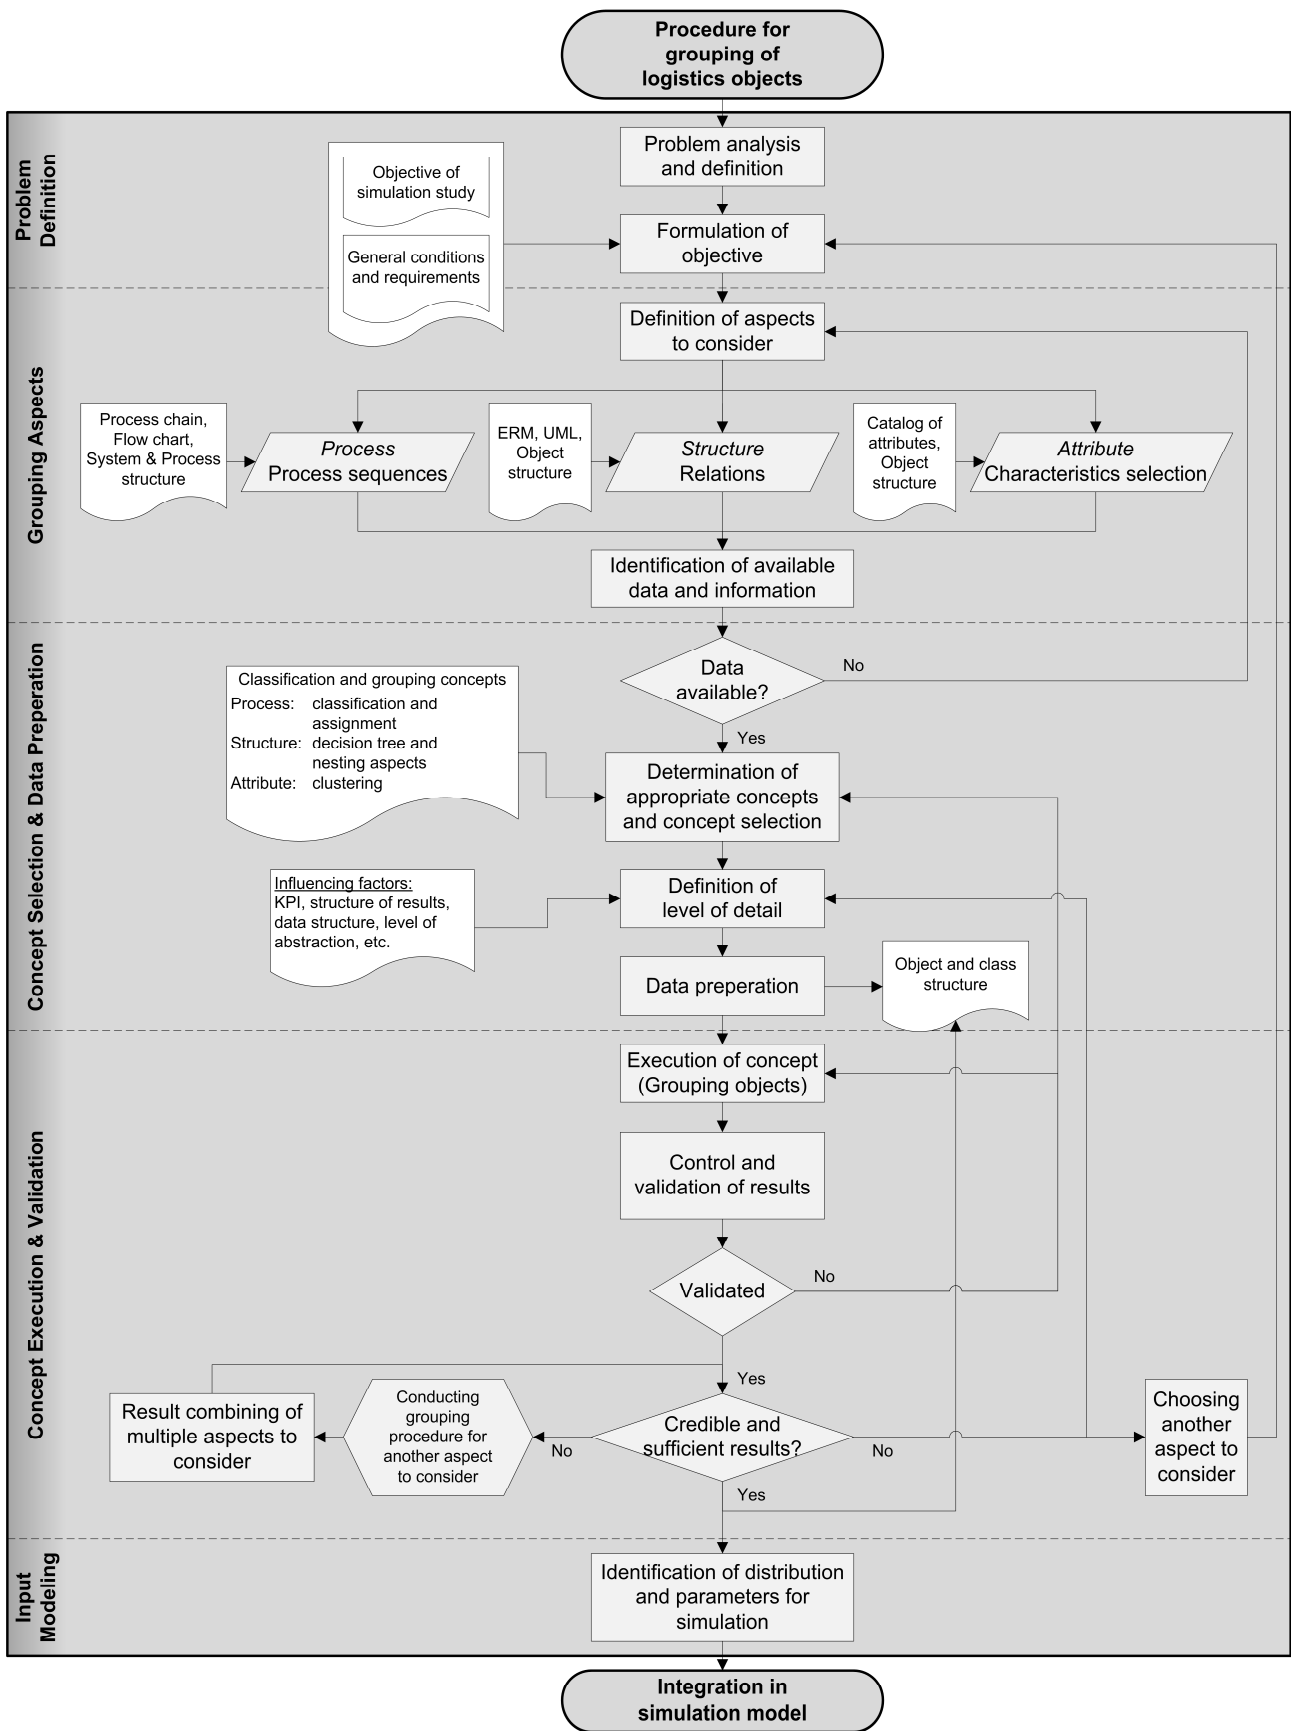 Procedure for
grouping of
logistics objects
Problem
Definition
Problem analysis
and definition
Objective of
simulation study
General conditions
and requirements
Formulation of
objective
Grouping Aspects
Definition of aspects
to consider
Process chain,
Flow chart,
System & Process
structure
Process
Process sequences
ERM, UML,
Object
structure
Structure
Relations
Catalog of
attributes,
Object
structure
Attribute
Characteristics selection
Identification of available
data and information
Concept Selection & Data Preperation
Data
available?
No
Yes
Classification and grouping concepts
Process: classification and
assignment
Structure: decision tree and
nesting aspects
Attribute: clustering
Determination of
appropriate concepts
and concept selection
Influencing factors:
KPI, structure of results,
data structure, level of
abstraction, etc.
Definition of
level of detail
Data preperation
Object and class
structure
Concept Execution & Validation
Execution of concept
(Grouping objects)
Control and
validation of results
Validated
No
Yes
Result combining of
multiple aspects to
consider
Conducting
grouping
procedure for
another aspect
to consider
No
Credible and
sufficient results?
No
Choosing
another
aspect to
consider
Yes
Input
Modeling
Identification of distribution
and parameters for
simulation
Integration in
simulation model